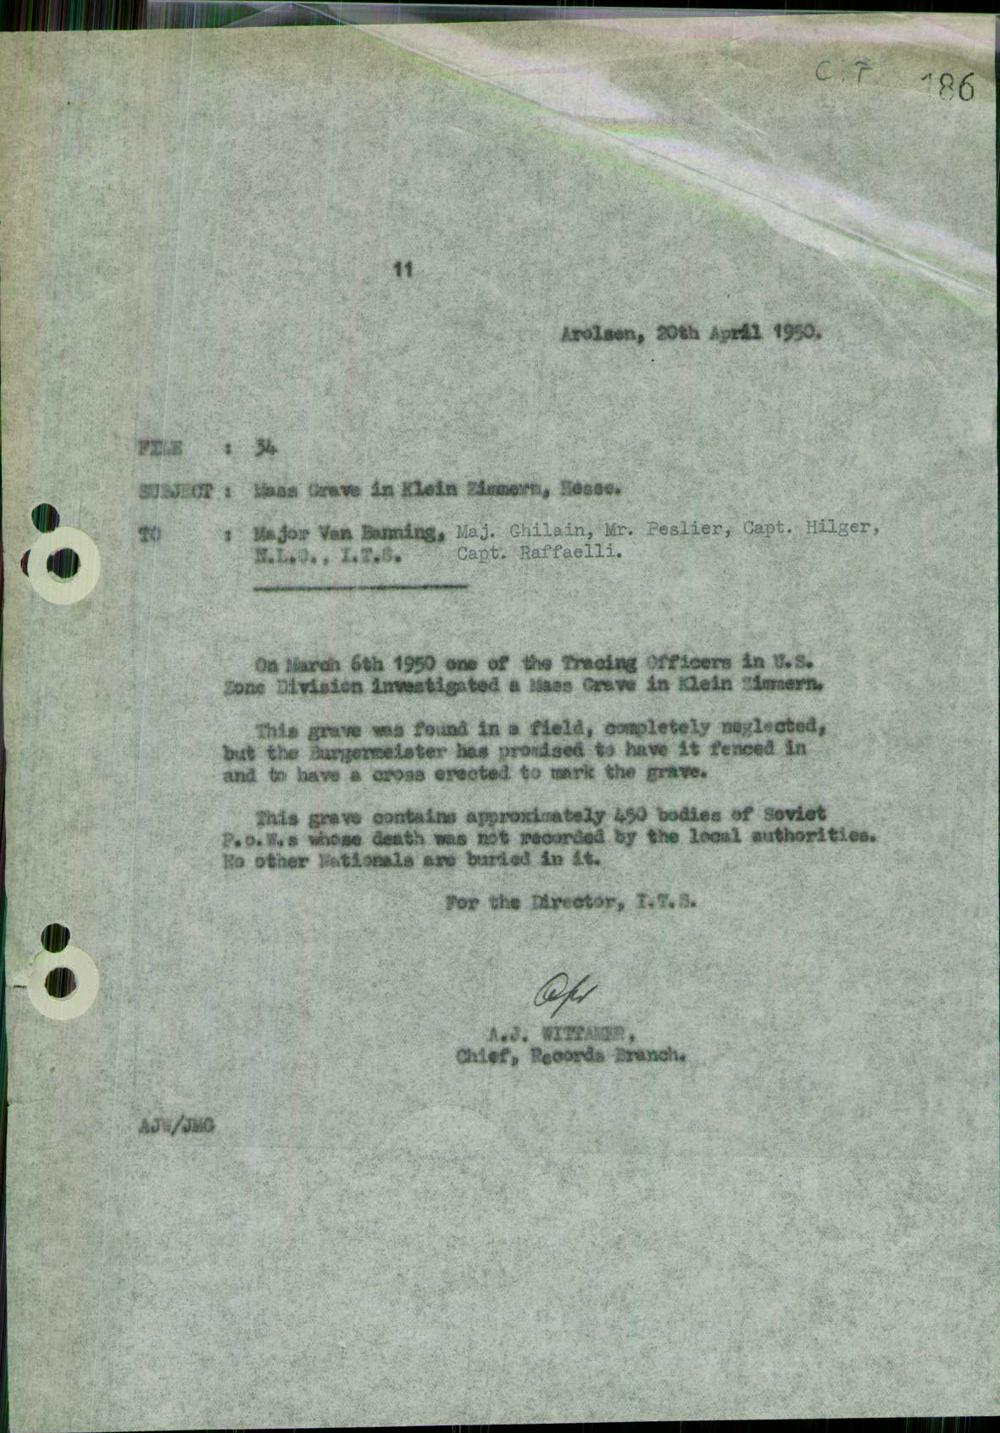 C.F 186
11
Arolsen, 20th April 1950.
FILE : 34
SUBJECT : Mass Grave in Klein Zimmern, Hesse.
TO : Major Van Banning, Maj. Ghilain, Mr. Peslier, Capt. Hilger,
N.L.O., I.T.S. Capt. Raffaelli.
On March 6th 1950 one of the Tracing Officers in U.S.
Zone Division investigated a Mass Grave in Klein Zimmern.
This grave was found in a field, completely neglected,
but the Burgermeister has promised to have it fenced in
and to have a cross erected to mark the grave.
This grave contains approximately 450 bodies of Soviet
P.o.W.s whose death was not recorded by the local authorities.
No other Nationals are buried in it.
For the Director, I.T.S.
A.J. WITTAMER,
Chief, Records Branch.
AJW/JMG